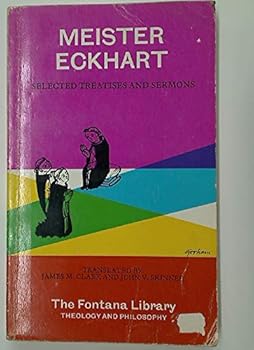 MEISTER
ECKHART
SELECTED TREATISES AND SERMONS
TRANSLATED BY
JAMES M. CLARK AND JOHN V. SKINNER
The Fontana Library
THEOLOGY AND PHILOSOPHY